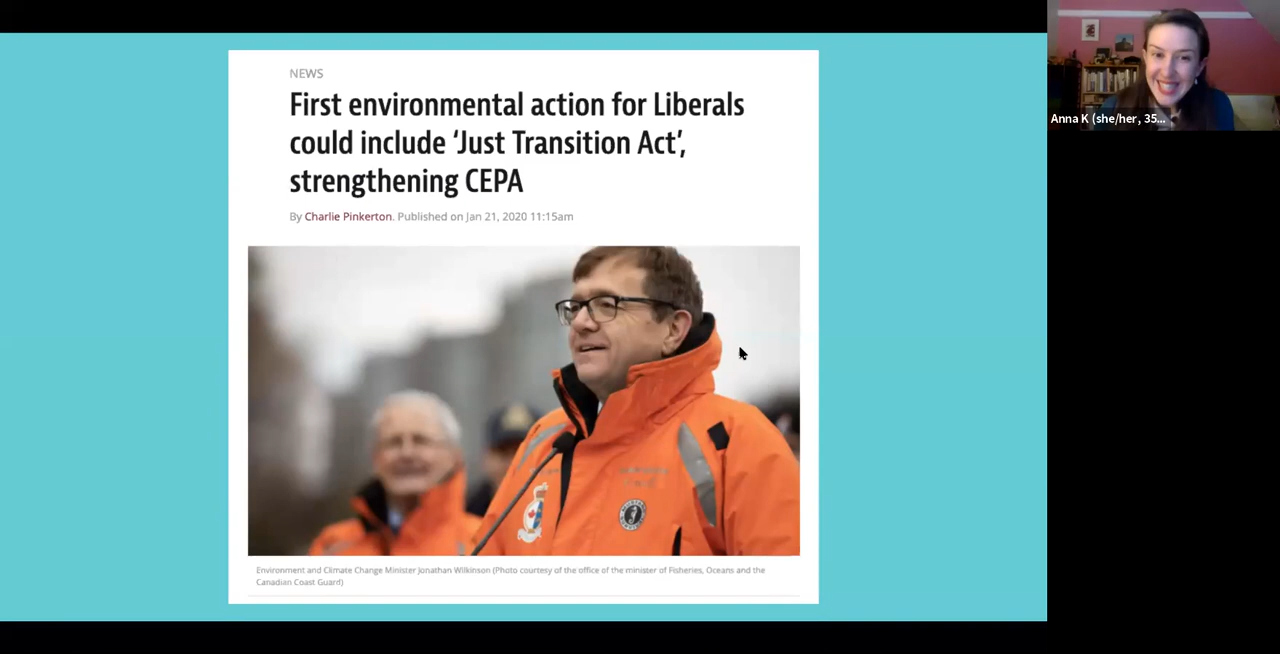 NEWS
First environmental action for Liberals
could include ‘Just Transition Act’,
strengthening CEPA
By Charlie Pinkerton. Published on Jan 21, 2020 11:15am
Environment and Climate Change Minister Jonathan Wilkinson (Photo courtesy of the office of the minister of Fisheries, Oceans and the
Canadian Coast Guard)
Anna K (she/her, 35...